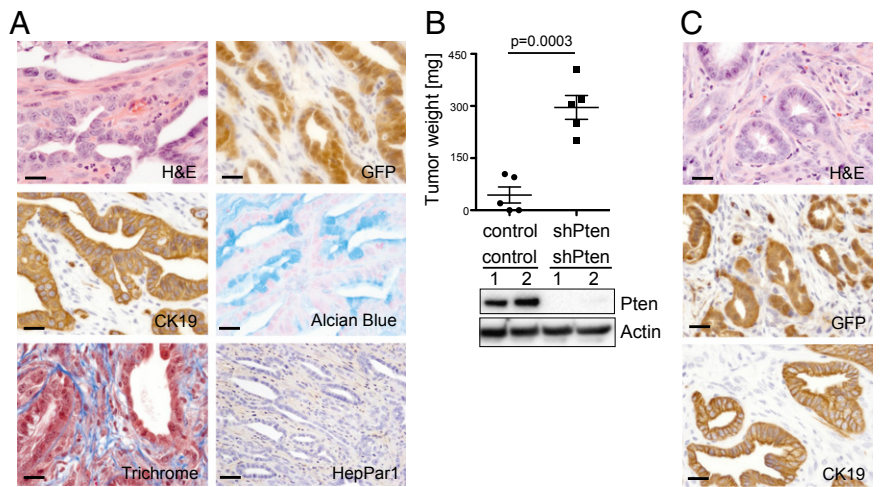 A
H&E
GFP
CK19
Alcian Blue
Trichrome
HepPar1
B
p=0.0003
Tumor weight [mg]
450
300
150
0
control
shPten
control
shPten
1
2
1
2
Pten
Actin
C
H&E
GFP
CK19